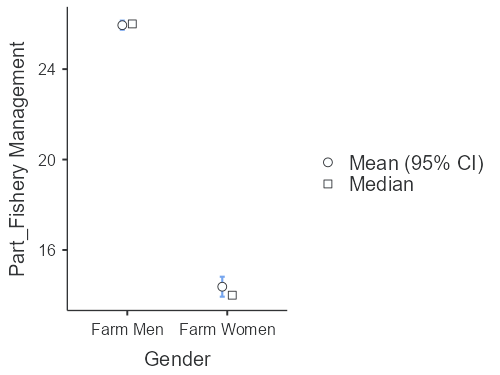 Part_Fishery Management
24
20
16
Farm Men
Farm Women
Gender
Mean (95% CI)
Median